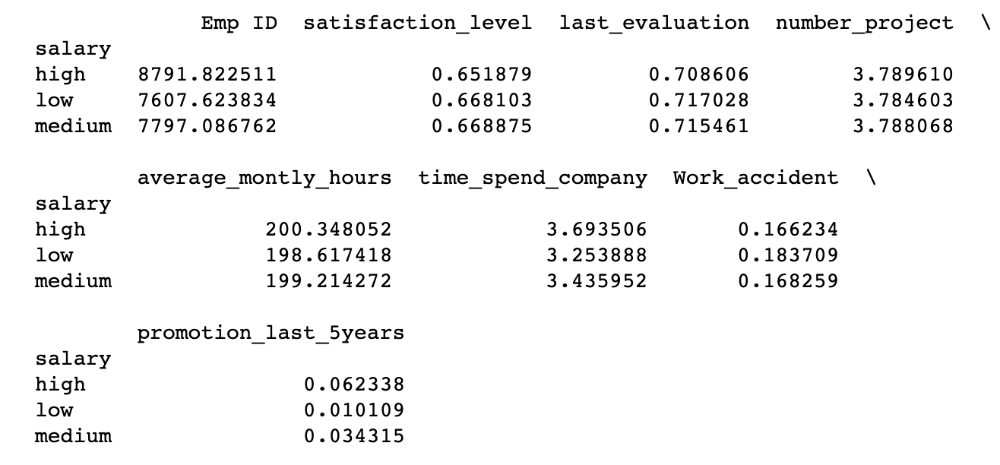 Emp ID satisfaction_level last_evaluation number_project \
salary
high 8791.822511 0.651879 0.708606 3.789610
low 7607.623834 0.668103 0.717028 3.784603
medium 7797.086762 0.668875 0.715461 3.788068
average_montly_hours time_spend_company Work_accident \
salary
high 200.348052 3.693506 0.166234
low 198.617418 3.253888 0.183709
medium 199.214272 3.435952 0.168259
promotion_last_5years
salary
high 0.062338
low 0.010109
medium 0.034315